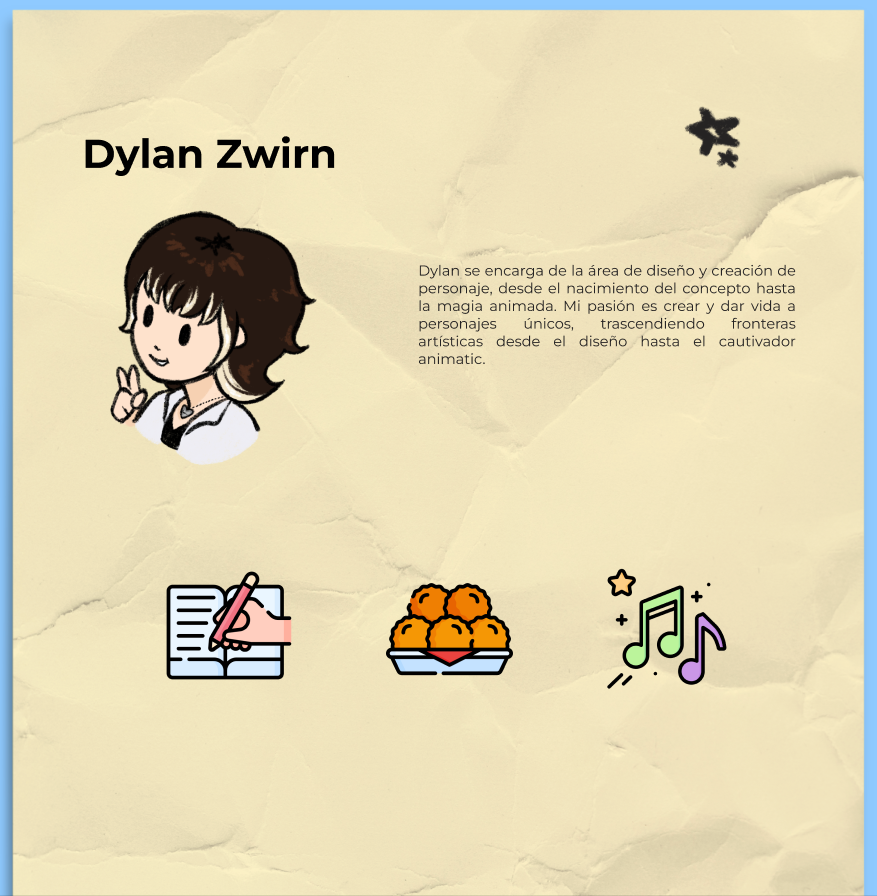 Dylan Zwirn
Dylan se encarga de la área de diseño y creación de
personaje, desde el nacimiento del concepto hasta
la magia animada. Mi pasión es crear y dar vida a
personajes únicos, trascendiendo fronteras
artísticas desde el diseño hasta el cautivador
animatic.